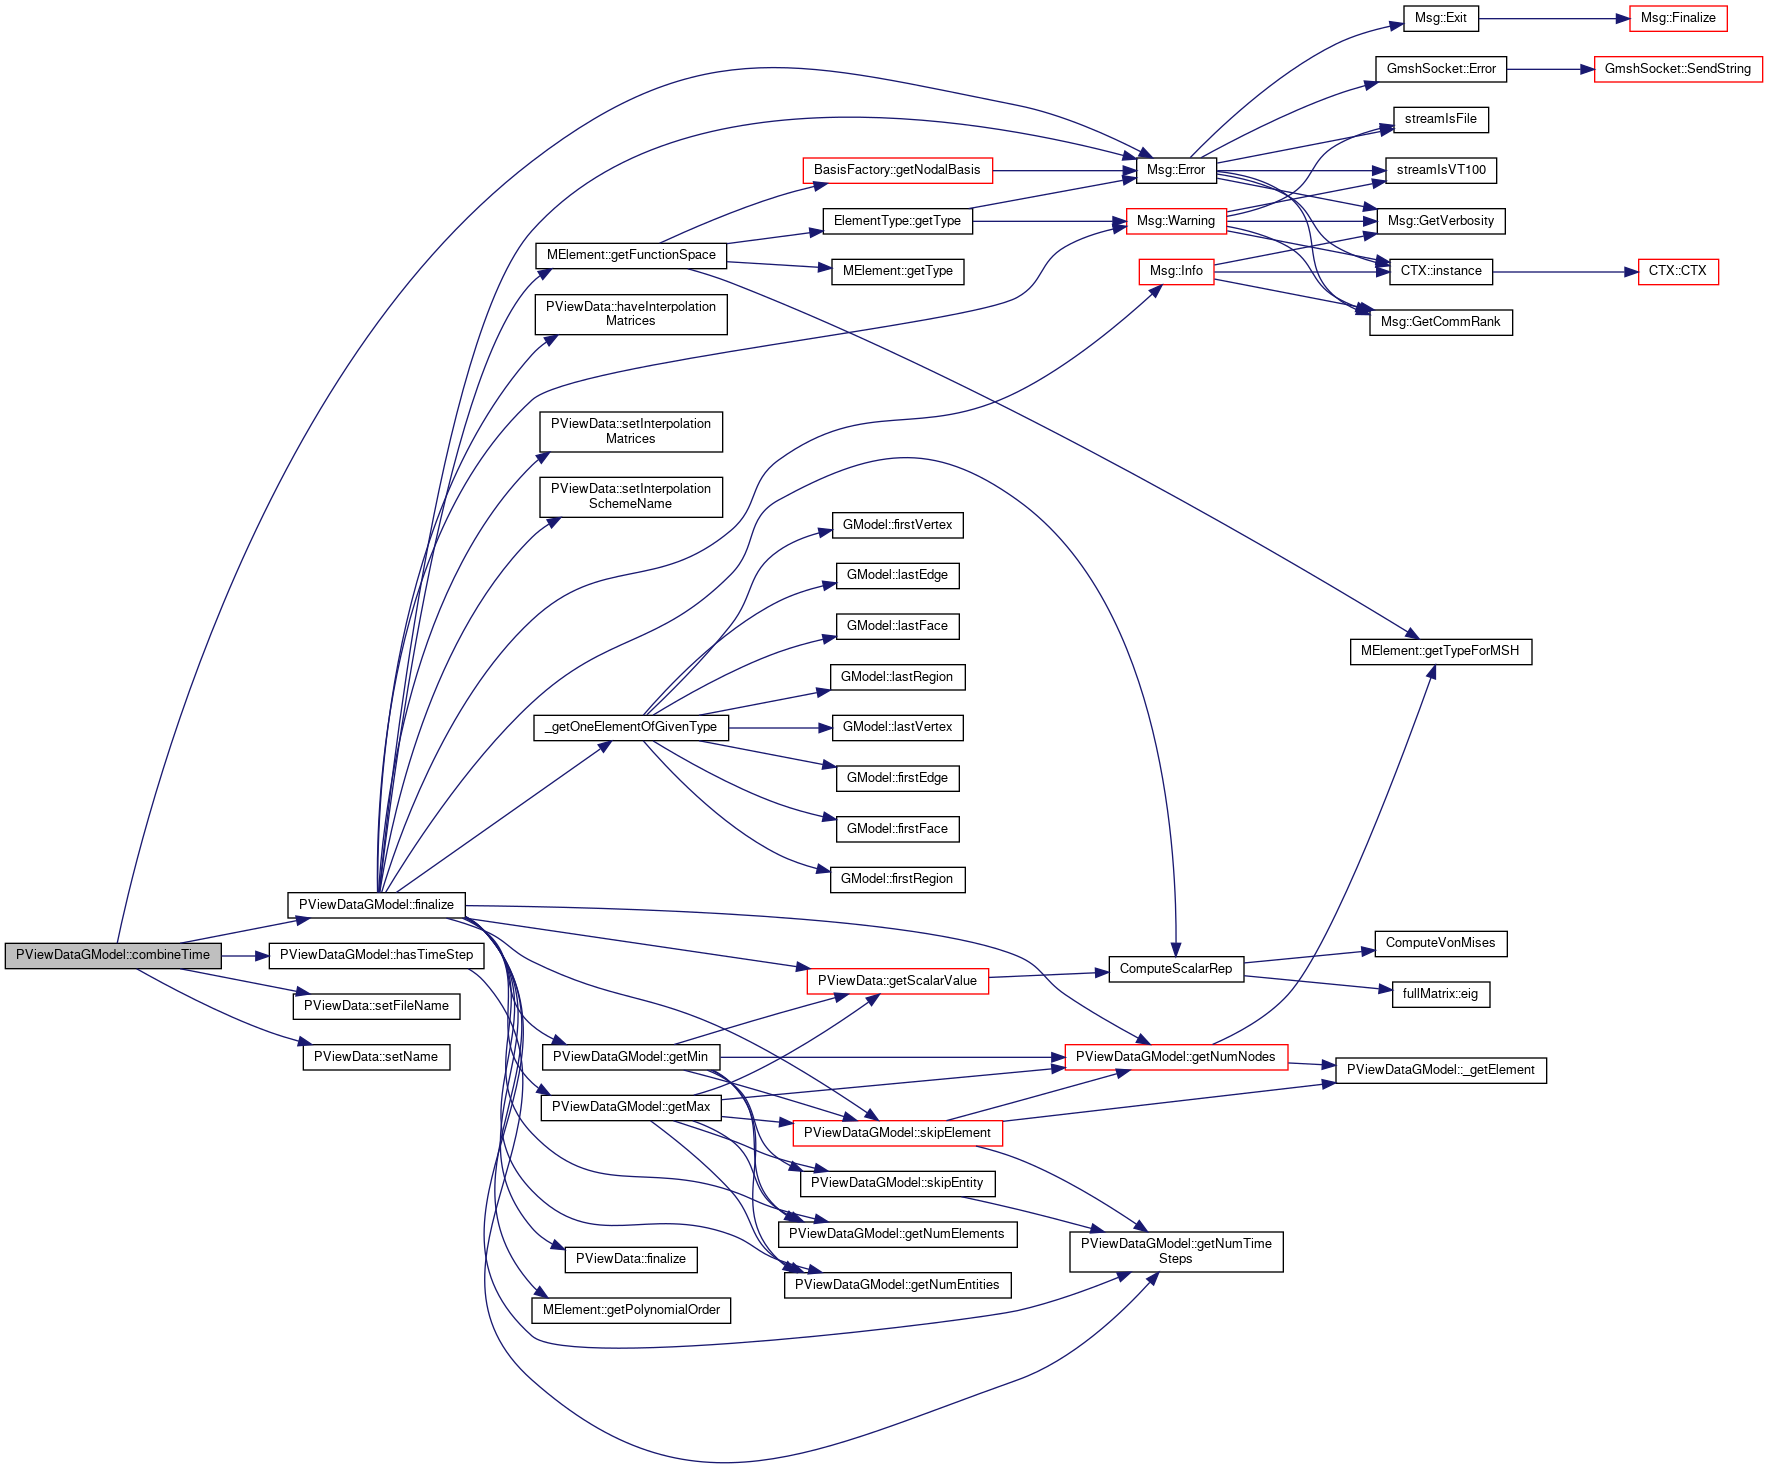 Msg::Exit
Msg::Finalize
GmshSocket::Error
GmshSocket::SendString
streamIsFile
BasisFactory::getNodalBasis
Msg::Error
streamIsVT100
ElementType::getType
Msg::Warning
Msg::GetVerbosity
MElement::getFunctionSpace
MElement::getType
Msg::Info
CTX::instance
CTX::CTX
PViewData::haveInterpolation
Matrices
Msg::GetCommRank
PViewData::setInterpolation
Matrices
PViewData::setInterpolation
SchemeName
GModel::firstVertex
GModel::lastEdge
GModel::lastFace
MElement::getTypeForMSH
GModel::lastRegion
_getOneElementOfGivenType
GModel::lastVertex
GModel::firstEdge
GModel::firstFace
GModel::firstRegion
PViewDataGModel::finalize
ComputeVonMises
PViewDataGModel::combineTime
PViewDataGModel::hasTimeStep
ComputeScalarRep
PViewData::getScalarValue
fullMatrix::eig
PViewData::setFileName
PViewData::setName
PViewDataGModel::getMin
PViewDataGModel::getNumNodes
PViewDataGModel::_getElement
PViewDataGModel::getMax
PViewDataGModel::skipElement
PViewDataGModel::skipEntity
PViewDataGModel::getNumElements
PViewDataGModel::getNumTime
Steps
PViewData::finalize
PViewDataGModel::getNumEntities
MElement::getPolynomialOrder